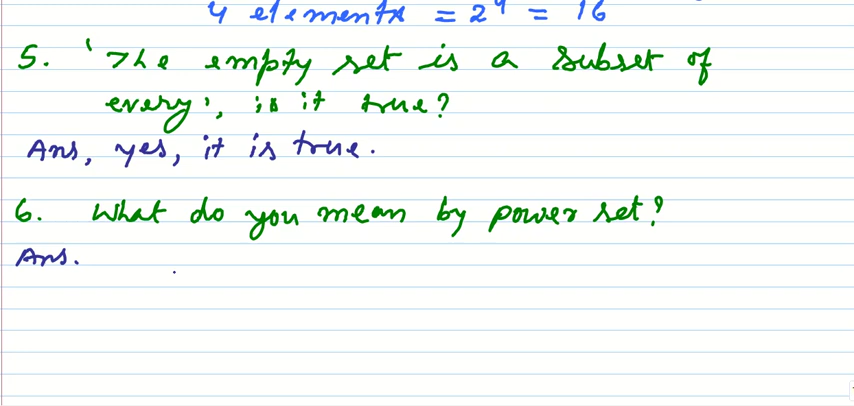 4 elements = 2⁴ = 16
5. 'The empty set is a subset of
every', is it true?
Ans, yes, it is true.
6. What do you mean by power set?
Ans.